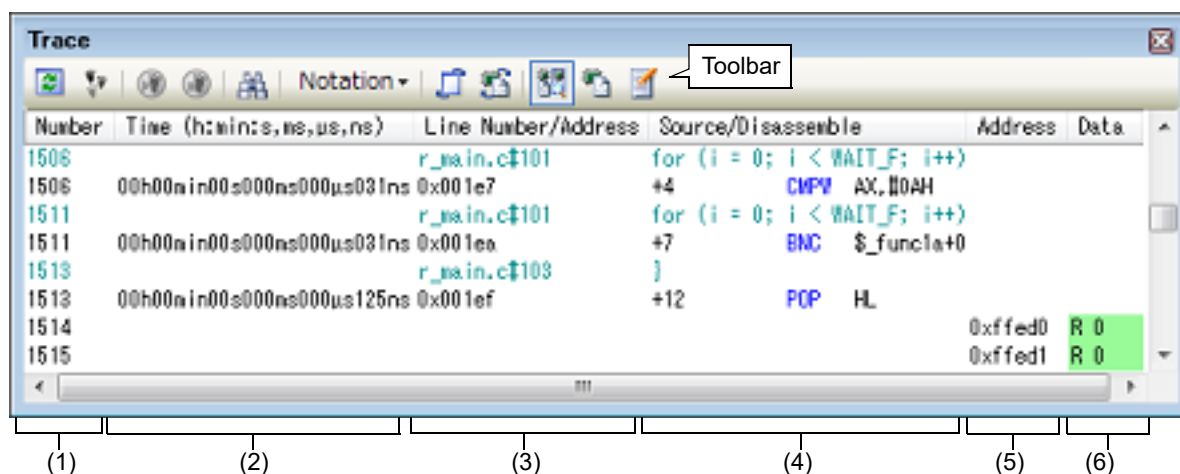 Trace
Notation
Toolbar
Number Time (h:min:s,ms,µs,ns) Line Number/Address Source/Disassemble Address Data
1506 r_main.c#101 for (i = 0; i < WAIT_F; i++)
1506 00h00min00s000ms000µs031ns 0x001e7 +4 CMPW AX,#0AH
1511 r_main.c#101 for (i = 0; i < WAIT_F; i++)
1511 00h00min00s000ms000µs031ns 0x001ea +7 BNC $_func1a+0
1513 r_main.c#103 }
1513 00h00min00s000ms000µs125ns 0x001ef +12 POP HL
1514 0xffed0 R 0
1515 0xffed1 R 0
(1) (2) (3) (4) (5) (6)